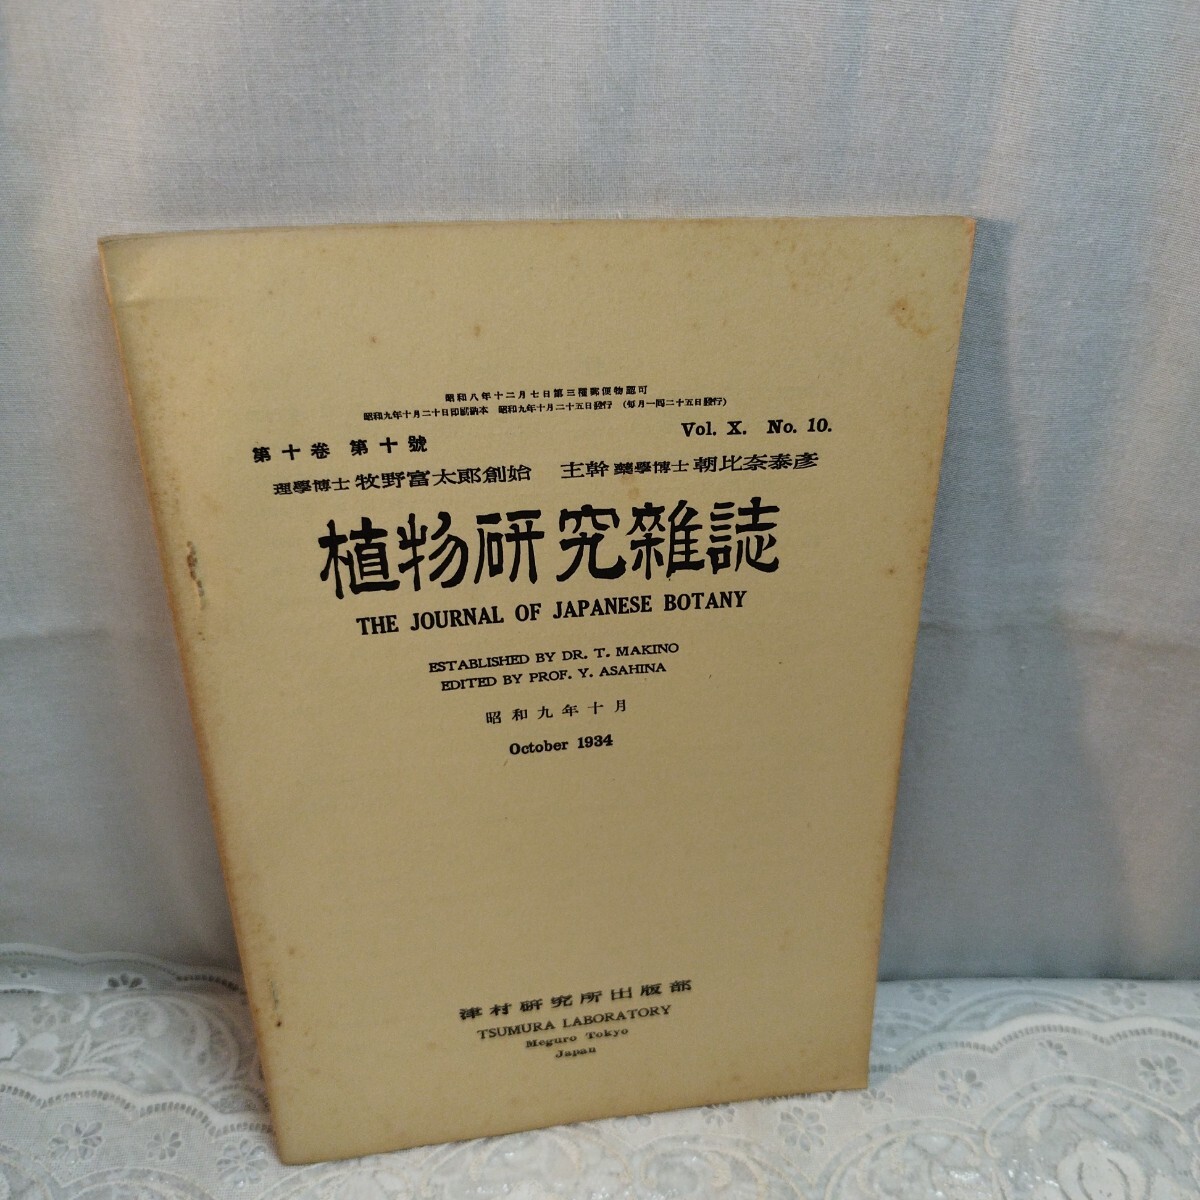 昭和八年十二月七日第三種郵便物認可
昭和九年十月二十日印刷納本 昭和九年十月二十五日發行 (每月一回二十五日發行)
第十卷 第十號 Vol. X. No. 10.
理學博士 牧野富太郎創始 主幹 藥學博士 朝比奈泰彥
植物研究雜誌
THE JOURNAL OF JAPANESE BOTANY
ESTABLISHED BY DR. T. MAKINO
EDITED BY PROF. Y. ASAHINA
昭和九年十月
October 1934
津村研究所出版部
TSUMURA LABORATORY
Meguro Tokyo
Japan